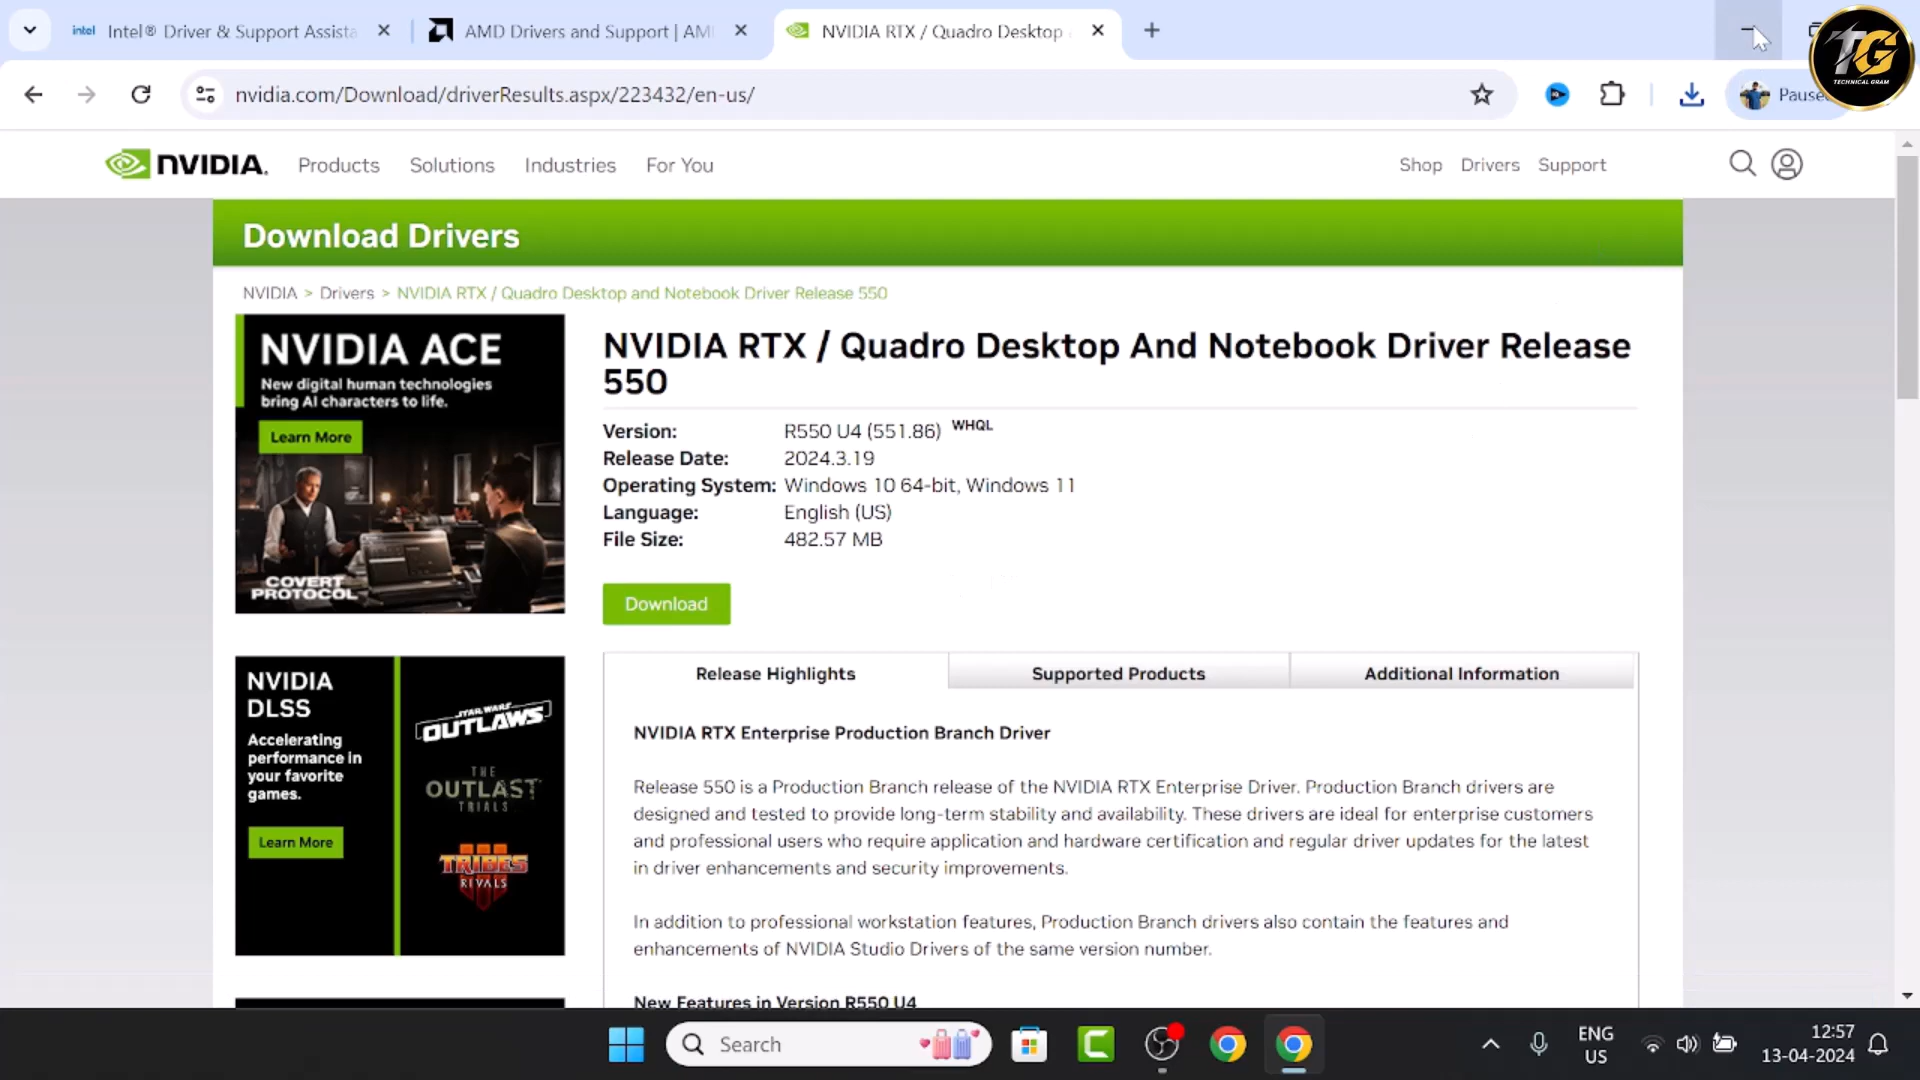 intel Intel® Driver & Support Assista
AMD Drivers and Support | AM
NVIDIA RTX / Quadro Desktop
TG
TECHNICAL GRAM
nvidia.com/Download/driverResults.aspx/223432/en-us/
Paused
NVIDIA. Products Solutions Industries For You Shop Drivers Support
Download Drivers
NVIDIA > Drivers > NVIDIA RTX / Quadro Desktop and Notebook Driver Release 550
NVIDIA ACE
New digital human technologies
bring AI characters to life.
Learn More
COVERT
PROTOCOL
NVIDIA RTX / Quadro Desktop And Notebook Driver Release
550
Version: R550 U4 (551.86) WHQL
Release Date: 2024.3.19
Operating System: Windows 10 64-bit, Windows 11
Language: English (US)
File Size: 482.57 MB
Download
NVIDIA
DLSS
Accelerating
performance in
your favorite
games.
Learn More
STAR WARS
OUTLAWS
THE
OUTLAST
TRIALS
TRIBES
RIVALS
Release Highlights Supported Products Additional Information
NVIDIA RTX Enterprise Production Branch Driver
Release 550 is a Production Branch release of the NVIDIA RTX Enterprise Driver. Production Branch drivers are
designed and tested to provide long-term stability and availability. These drivers are ideal for enterprise customers
and professional users who require application and hardware certification and regular driver updates for the latest
in driver enhancements and security improvements.
In addition to professional workstation features, Production Branch drivers also contain the features and
enhancements of NVIDIA Studio Drivers of the same version number.
New Features in Version R550 U4
Search
ENG
US
12:57
13-04-2024